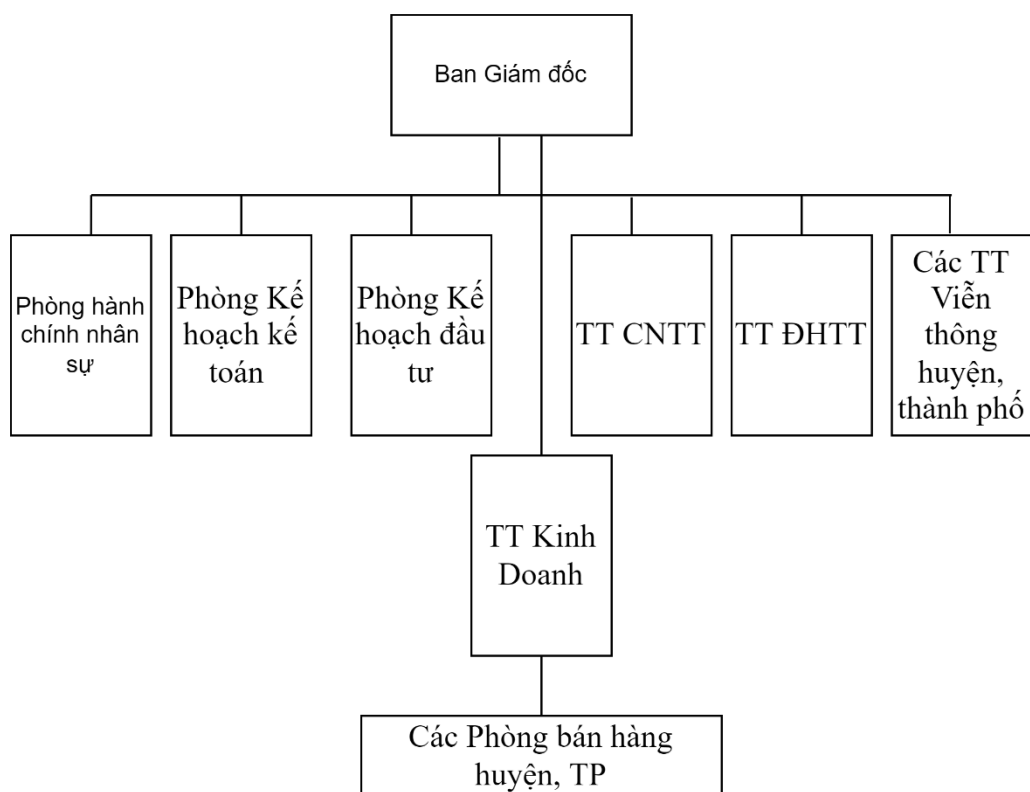 Ban Giám đốc
Phòng hành
chính nhân
sự
Phòng Kế
hoạch kế
toán
Phòng Kế
hoạch đầu
tư
TT CNTT
TT ĐHTT
Các TT
Viễn
thông
huyện,
thành phố
TT Kinh
Doanh
Các Phòng bán hàng
huyện, TP